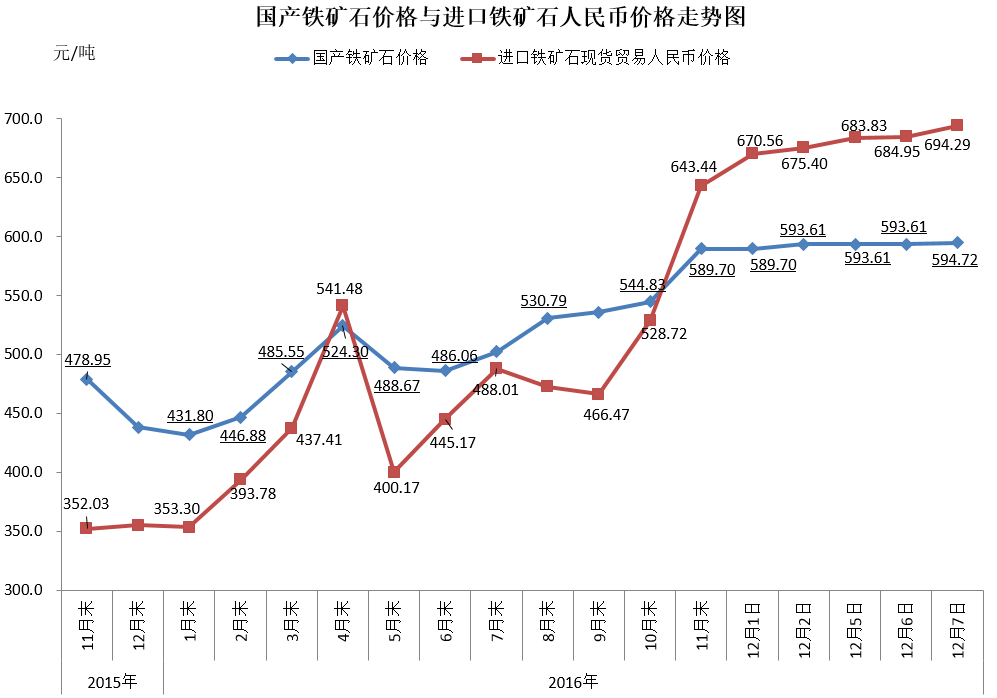 国产铁矿石价格与进口铁矿石人民币价格走势图
元/吨
国产铁矿石价格
进口铁矿石现货贸易人民币价格
700.0
650.0
600.0
550.0
500.0
450.0
400.0
350.0
300.0
478.95
431.80
446.88
485.55
524.30
488.67
486.06
530.79
544.83
589.70
589.70
593.61
593.61
593.61
594.72
352.03
353.30
393.78
437.41
541.48
400.17
445.17
488.01
466.47
528.72
643.44
670.56
675.40
683.83
684.95
694.29
11月末
12月末
1月末
2月末
3月末
4月末
5月末
6月末
7月末
8月末
9月末
10月末
11月末
12月1日
12月2日
12月5日
12月6日
12月7日
2015年
2016年